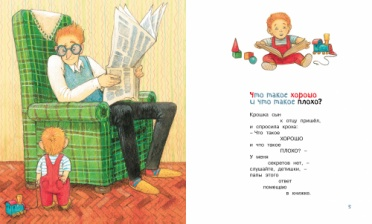 Что такое хорошо
и что такое плохо?
Крошка сын
к отцу пришёл,
и спросила кроха:
– Что такое
ХОРОШО
и что такое
ПЛОХО? –
У меня
секретов нет, –
слушайте, детишки, –
папы этого
ответ
помещаю
в книжке.
5